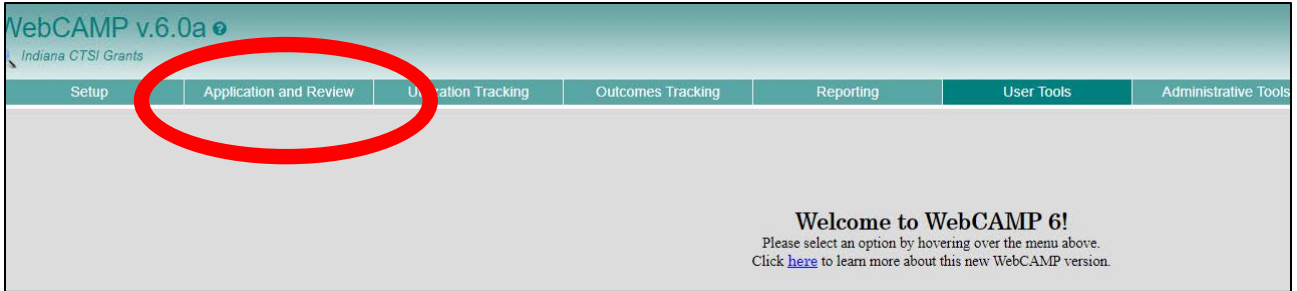 WebCAMP v.6.0a ?
Indiana CTSI Grants
Setup Application and Review Utilization Tracking Outcomes Tracking Reporting User Tools Administrative Tools
Welcome to WebCAMP 6!
Please select an option by hovering over the menu above.
Click here to learn more about this new WebCAMP version.